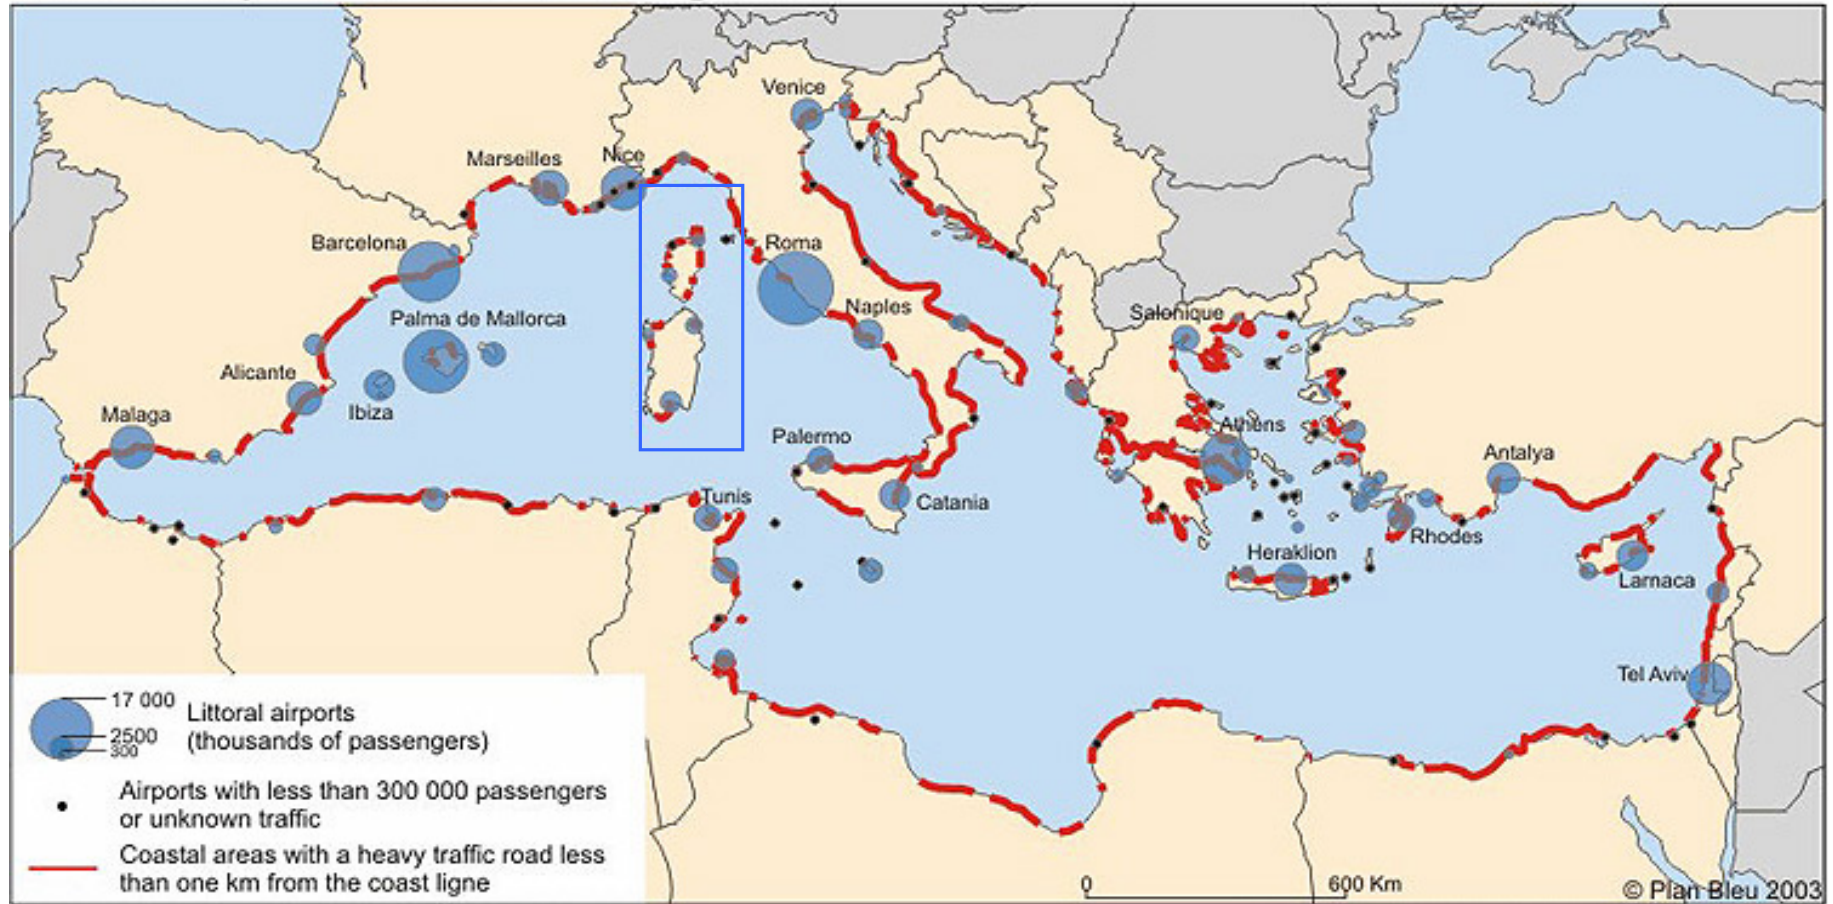 Venice
Marseilles
Nice
Barcelona
Roma
Naples
Palma de Mallorca
Salonique
Alicante
Ibiza
Malaga
Palermo
Athens
Antalya
Tunis
Catania
Rhodes
Heraklion
Larnaca
Tel Aviv
17 000
2500
300
Littoral airports
(thousands of passengers)
Airports with less than 300 000 passengers
or unknown traffic
Coastal areas with a heavy traffic road less
than one km from the coast ligne
0 600 Km
© Plan Bleu 2003